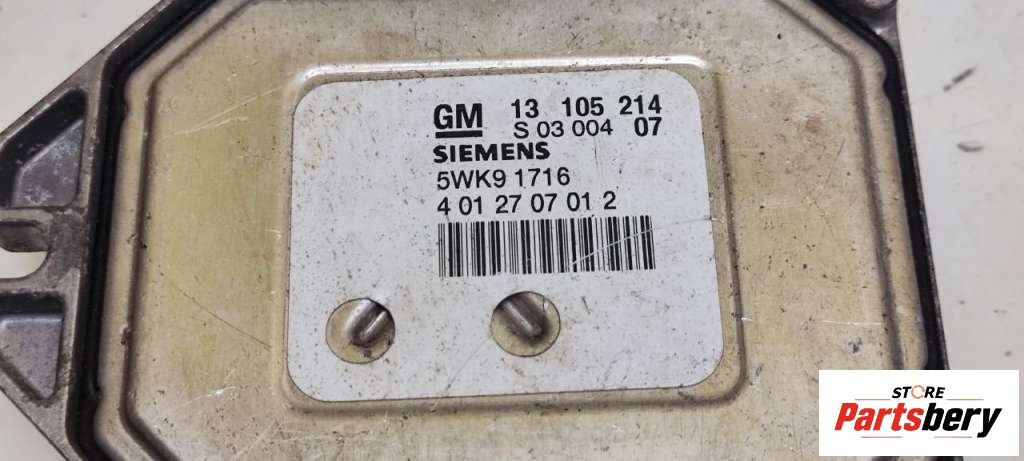 GM 13 105 214
S 03 004 07
SIEMENS
5WK9 1716
4 01 27 07 01 2
STORE
Partsbery